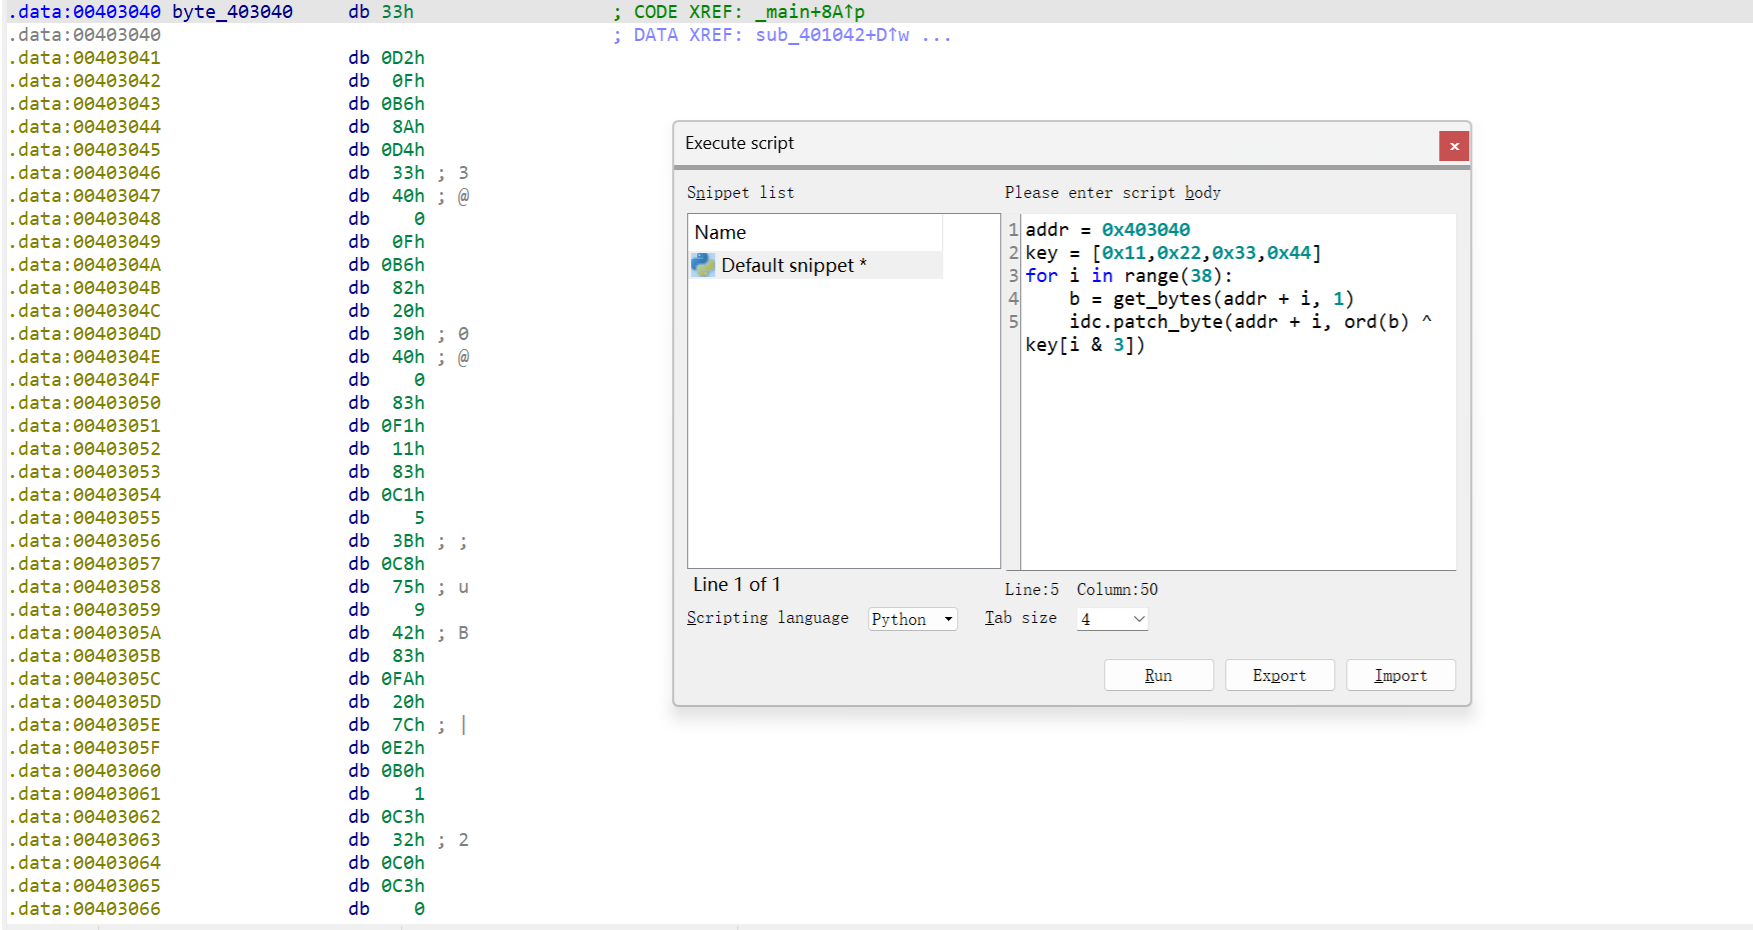 .data:00403040 byte_403040     db 33h                  ; CODE XREF: _main+8A↑p
.data:00403040                                         ; DATA XREF: sub_401042+D↑w ...
.data:00403041                 db 0D2h
.data:00403042                 db  0Fh
.data:00403043                 db 0B6h
.data:00403044                 db  8Ah
.data:00403045                 db 0D4h
.data:00403046                 db  33h ; 3
.data:00403047                 db  40h ; @
.data:00403048                 db    0
.data:00403049                 db  0Fh
.data:0040304A                 db 0B6h
.data:0040304B                 db  82h
.data:0040304C                 db  20h
.data:0040304D                 db  30h ; 0
.data:0040304E                 db  40h ; @
.data:0040304F                 db    0
.data:00403050                 db  83h
.data:00403051                 db 0F1h
.data:00403052                 db  11h
.data:00403053                 db  83h
.data:00403054                 db 0C1h
.data:00403055                 db    5
.data:00403056                 db  3Bh ; ;
.data:00403057                 db 0C8h
.data:00403058                 db  75h ; u
.data:00403059                 db    9
.data:0040305A                 db  42h ; B
.data:0040305B                 db  83h
.data:0040305C                 db 0FAh
.data:0040305D                 db  20h
.data:0040305E                 db  7Ch ; |
.data:0040305F                 db 0E2h
.data:00403060                 db 0B0h
.data:00403061                 db    1
.data:00403062                 db 0C3h
.data:00403063                 db  32h ; 2
.data:00403064                 db 0C0h
.data:00403065                 db 0C3h
.data:00403066                 db    0
Execute script
Snippet list
Name
Default snippet *
Line 1 of 1
Please enter script body
1 addr = 0x403040
2 key = [0x11,0x22,0x33,0x44]
3 for i in range(38):
4     b = get_bytes(addr + i, 1)
5     idc.patch_byte(addr + i, ord(b) ^
key[i & 3])
Line:5 Column:50
Scripting language Python Tab size 4
Run Export Import